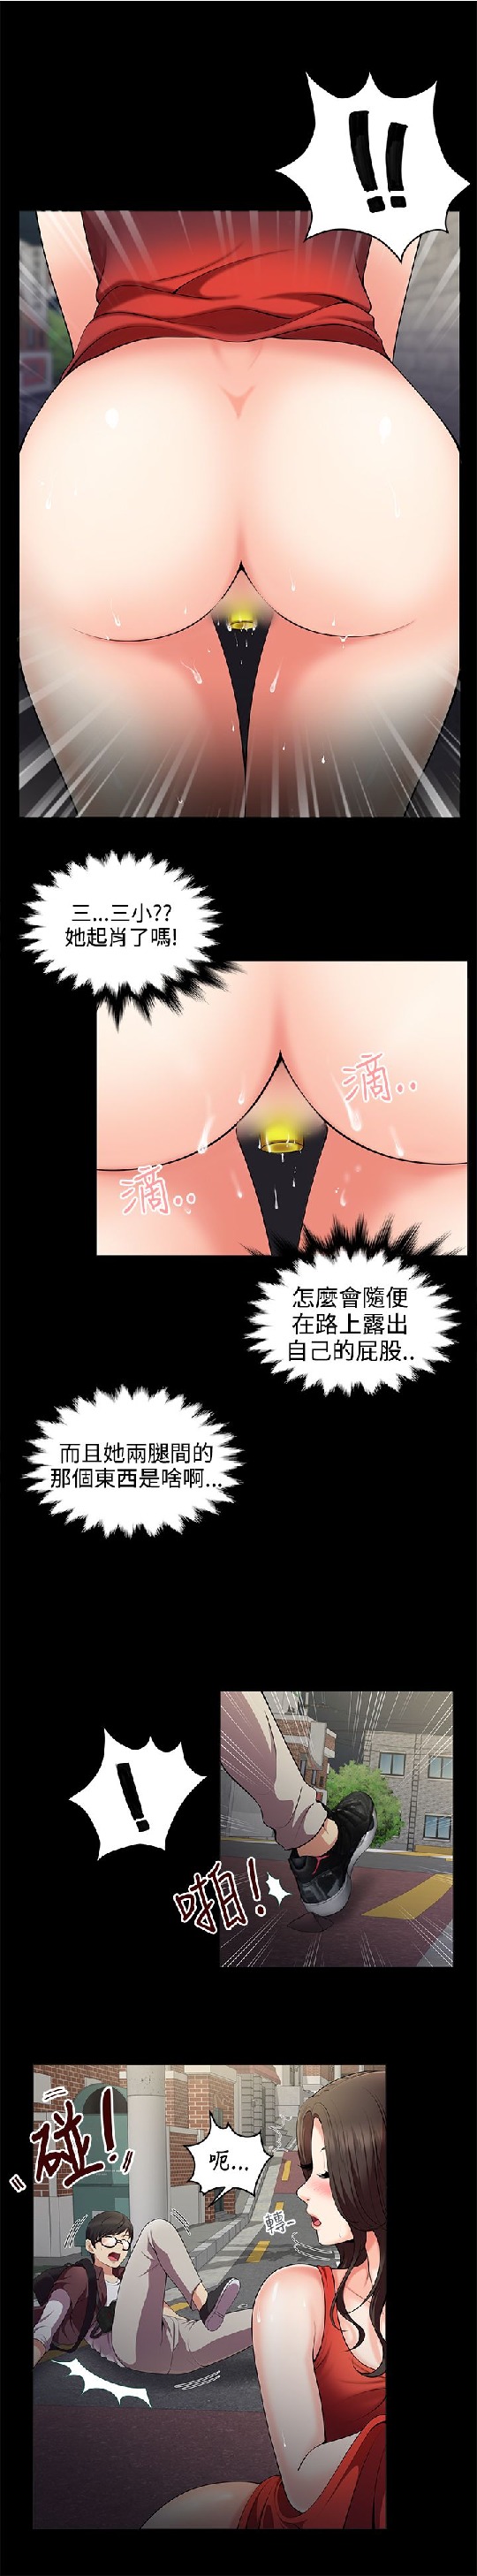 !!
三...三小??
她起肖了嗎!
滴..
滴..
怎麼會隨便
在路上露出
自己的屁股..
而且她兩腿間的
那個東西是啥啊...
!
啪!
碰!
呃...
轉-